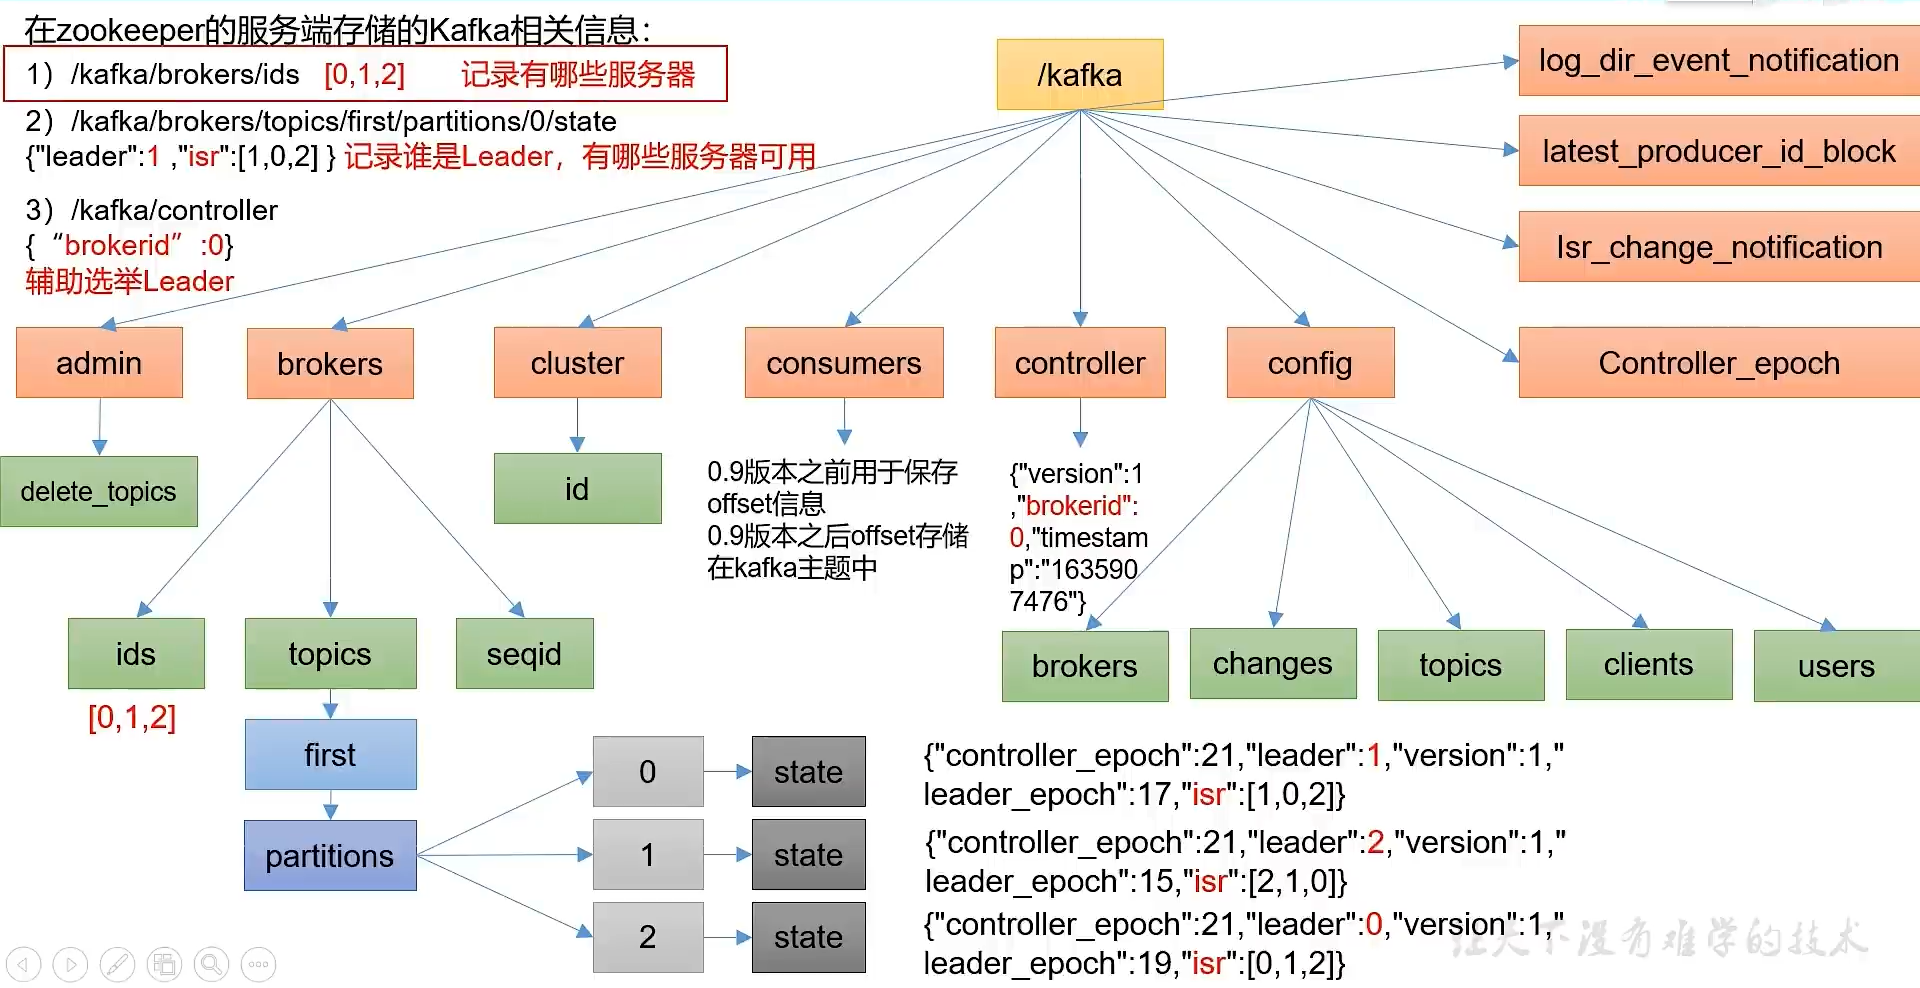 在zookeeper的服务端存储的Kafka相关信息：
1）/kafka/brokers/ids [0,1,2] 记录有哪些服务器
2）/kafka/brokers/topics/first/partitions/0/state
{"leader":1 ,"isr":[1,0,2] } 记录谁是Leader，有哪些服务器可用
3）/kafka/controller
{“brokerid”:0}
辅助选举Leader
/kafka
log_dir_event_notification
latest_producer_id_block
Isr_change_notification
Controller_epoch
admin
brokers
cluster
consumers
controller
config
delete_topics
id
0.9版本之前用于保存
offset信息
0.9版本之后offset存储
在kafka主题中
{"version":1
,"brokerid":
0,"timestam
p":"163590
7476"}
ids
topics
seqid
[0,1,2]
brokers
changes
topics
clients
users
first
partitions
0
state
1
state
2
state
{"controller_epoch":21,"leader":1,"version":1,"
leader_epoch":17,"isr":[1,0,2]}
{"controller_epoch":21,"leader":2,"version":1,"
leader_epoch":15,"isr":[2,1,0]}
{"controller_epoch":21,"leader":0,"version":1,"
leader_epoch":19,"isr":[0,1,2]}
让天下没有难学的技术